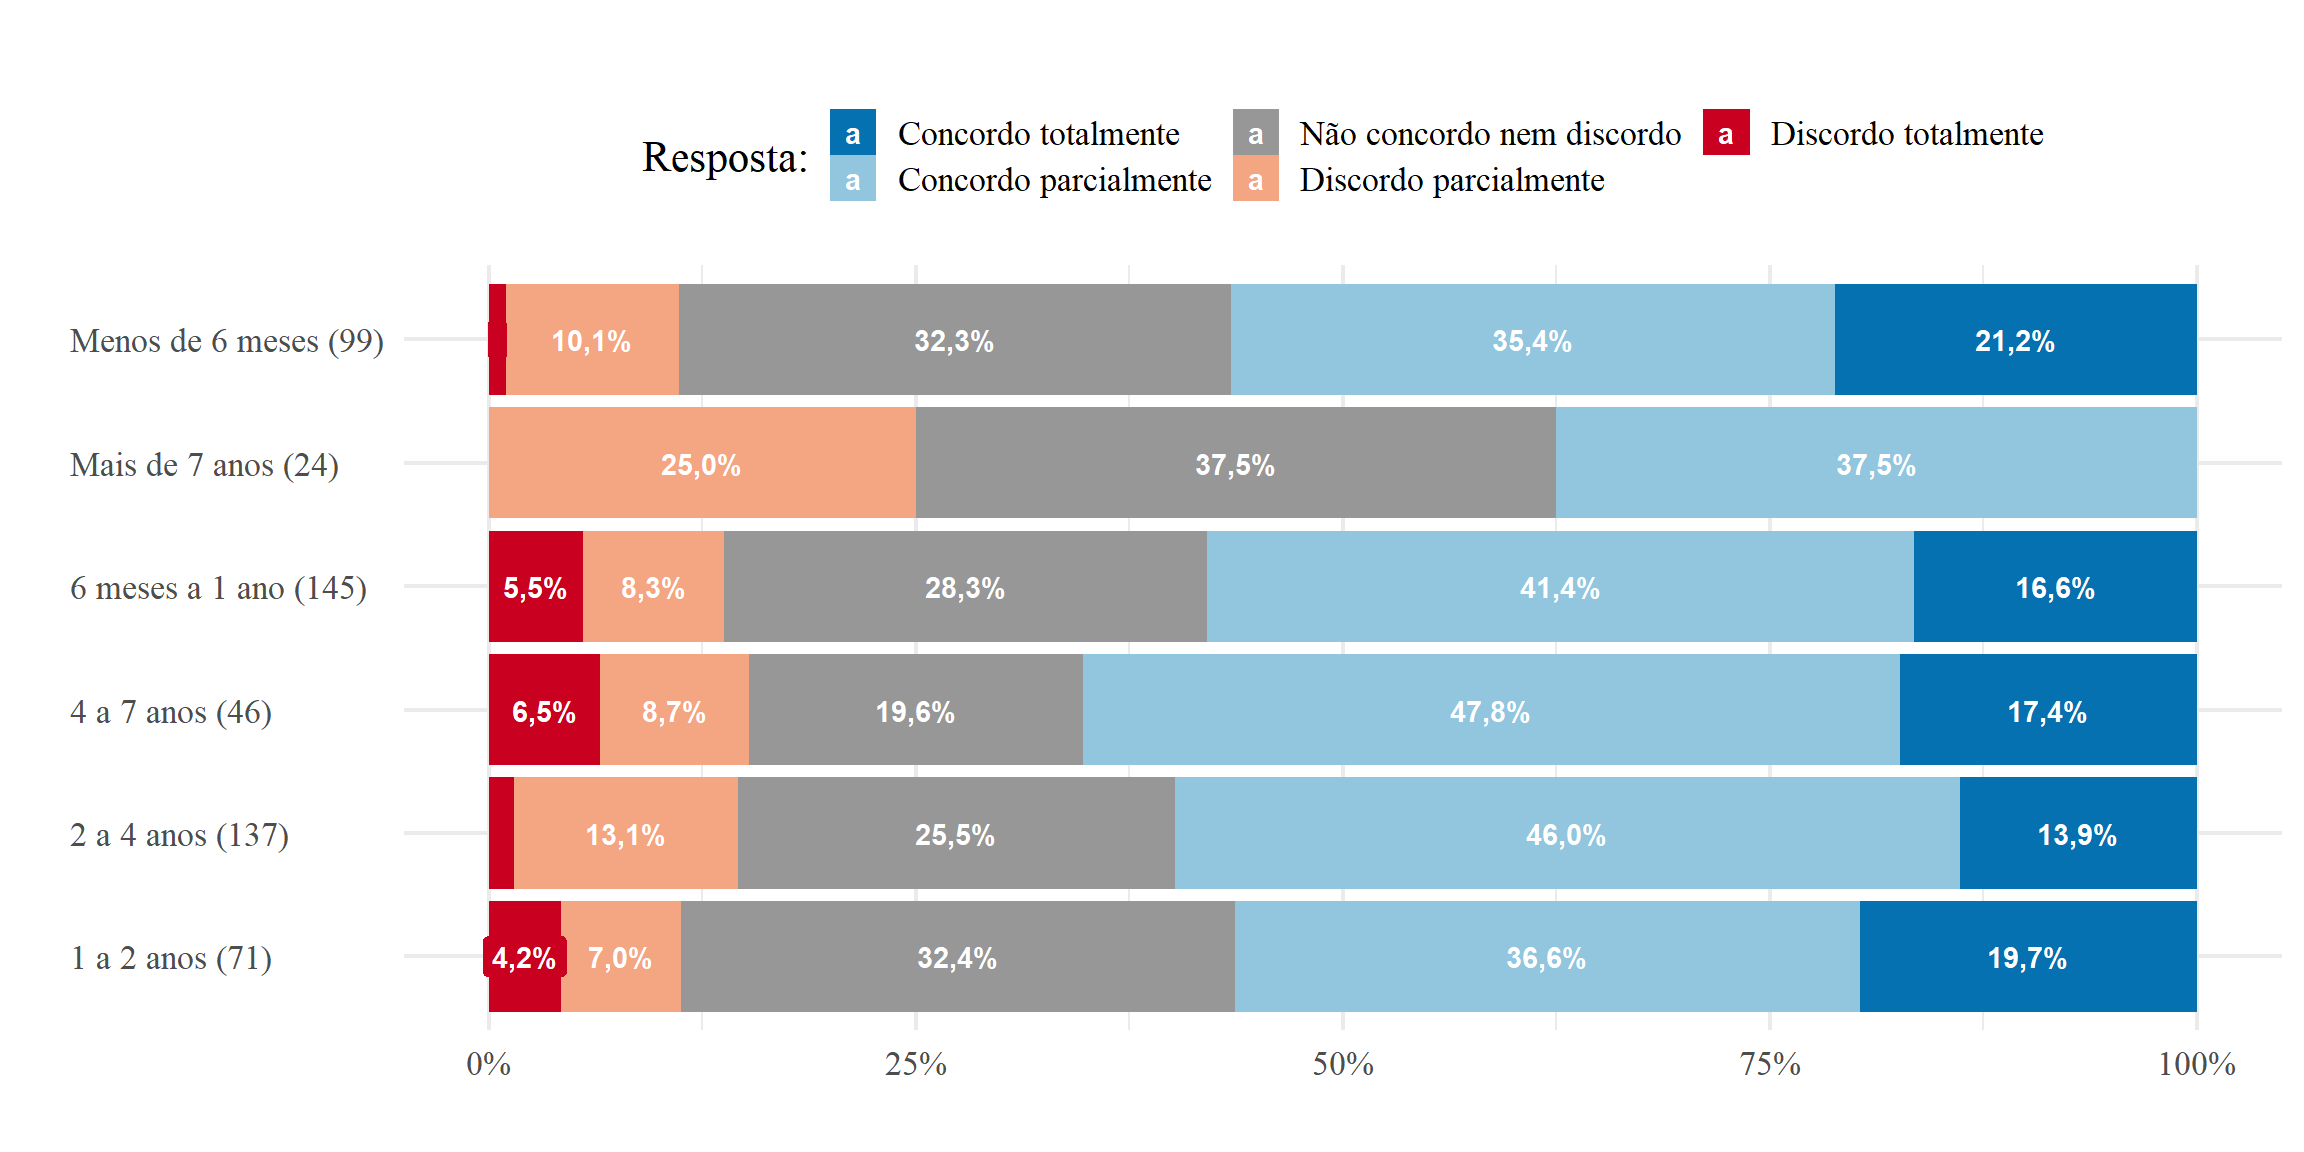 Resposta:
a Concordo totalmente
a Concordo parcialmente
a Não concordo nem discordo
a Discordo parcialmente
a Discordo totalmente
Menos de 6 meses (99) 10,1% 32,3% 35,4% 21,2%
Mais de 7 anos (24) 25,0% 37,5% 37,5%
6 meses a 1 ano (145) 5,5% 8,3% 28,3% 41,4% 16,6%
4 a 7 anos (46) 6,5% 8,7% 19,6% 47,8% 17,4%
2 a 4 anos (137) 13,1% 25,5% 46,0% 13,9%
1 a 2 anos (71) 4,2% 7,0% 32,4% 36,6% 19,7%
0% 25% 50% 75% 100%